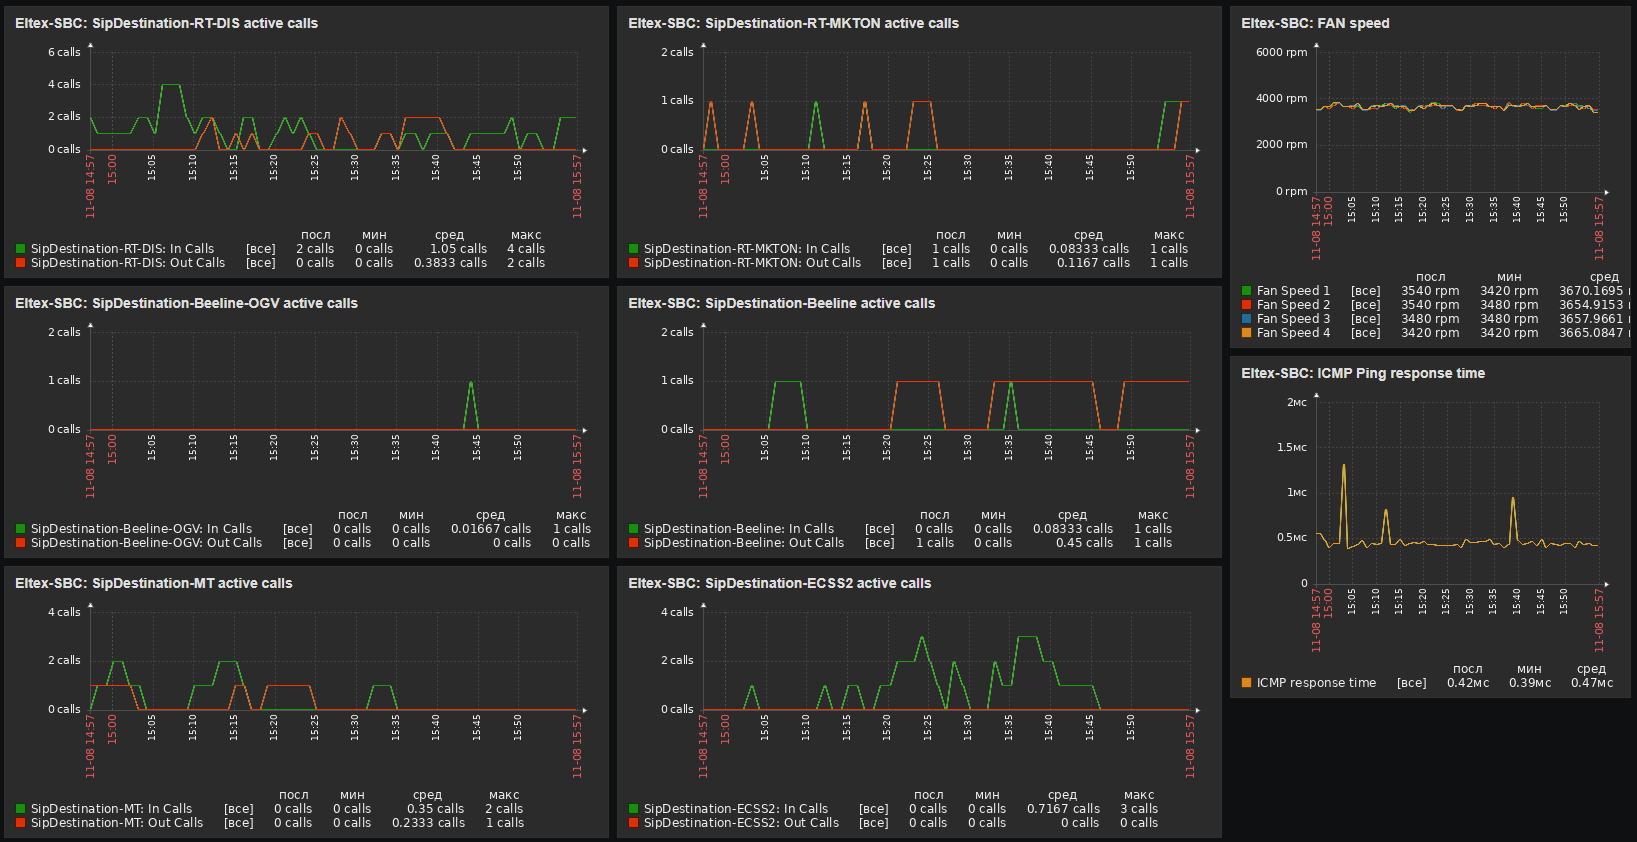 Eltex-SBC: SipDestination-RT-DIS active calls
6 calls
4 calls
2 calls
0 calls
11-08 14:57
15:00
15:05
15:10
15:15
15:20
15:25
15:30
15:35
15:40
15:45
15:50
11-08 15:57
посл мин сред макс
SipDestination-RT-DIS: In Calls [все] 2 calls 0 calls 1.05 calls 4 calls
SipDestination-RT-DIS: Out Calls [все] 0 calls 0 calls 0.3833 calls 2 calls
Eltex-SBC: SipDestination-RT-MKTON active calls
2 calls
1 calls
0 calls
11-08 14:57
15:00
15:05
15:10
15:15
15:20
15:25
15:30
15:35
15:40
15:45
15:50
11-08 15:57
посл мин сред макс
SipDestination-RT-MKTON: In Calls [все] 1 calls 0 calls 0.08333 calls 1 calls
SipDestination-RT-MKTON: Out Calls [все] 1 calls 0 calls 0.1167 calls 1 calls
Eltex-SBC: FAN speed
6000 rpm
4000 rpm
2000 rpm
0 rpm
11-08 14:57
15:00
15:05
15:10
15:15
15:20
15:25
15:30
15:35
15:40
15:45
15:50
11-08 15:57
посл мин сред
Fan Speed 1 [все] 3540 rpm 3420 rpm 3670.1695
Fan Speed 2 [все] 3540 rpm 3480 rpm 3654.9153
Fan Speed 3 [все] 3480 rpm 3480 rpm 3657.9661
Fan Speed 4 [все] 3420 rpm 3420 rpm 3665.0847
Eltex-SBC: SipDestination-Beeline-OGV active calls
2 calls
1 calls
0 calls
11-08 14:57
15:00
15:05
15:10
15:15
15:20
15:25
15:30
15:35
15:40
15:45
15:50
11-08 15:57
посл мин сред макс
SipDestination-Beeline-OGV: In Calls [все] 0 calls 0 calls 0.01667 calls 1 calls
SipDestination-Beeline-OGV: Out Calls [все] 0 calls 0 calls 0 calls 0 calls
Eltex-SBC: SipDestination-Beeline active calls
2 calls
1 calls
0 calls
11-08 14:57
15:00
15:05
15:10
15:15
15:20
15:25
15:30
15:35
15:40
15:45
15:50
11-08 15:57
посл мин сред макс
SipDestination-Beeline: In Calls [все] 0 calls 0 calls 0.08333 calls 1 calls
SipDestination-Beeline: Out Calls [все] 1 calls 0 calls 0.45 calls 1 calls
Eltex-SBC: ICMP Ping response time
2мс
1.5мс
1мс
0.5мс
0
11-08 14:57
15:00
15:05
15:10
15:15
15:20
15:25
15:30
15:35
15:40
15:45
15:50
11-08 15:57
посл мин сред
ICMP response time [все] 0.42мс 0.39мс 0.47мс
Eltex-SBC: SipDestination-MT active calls
4 calls
2 calls
0 calls
11-08 14:57
15:00
15:05
15:10
15:15
15:20
15:25
15:30
15:35
15:40
15:45
15:50
11-08 15:57
посл мин сред макс
SipDestination-MT: In Calls [все] 0 calls 0 calls 0.35 calls 2 calls
SipDestination-MT: Out Calls [все] 0 calls 0 calls 0.2333 calls 1 calls
Eltex-SBC: SipDestination-ECSS2 active calls
4 calls
2 calls
0 calls
11-08 14:57
15:00
15:05
15:10
15:15
15:20
15:25
15:30
15:35
15:40
15:45
15:50
11-08 15:57
посл мин сред макс
SipDestination-ECSS2: In Calls [все] 0 calls 0 calls 0.7167 calls 3 calls
SipDestination-ECSS2: Out Calls [все] 0 calls 0 calls 0 calls 0 calls